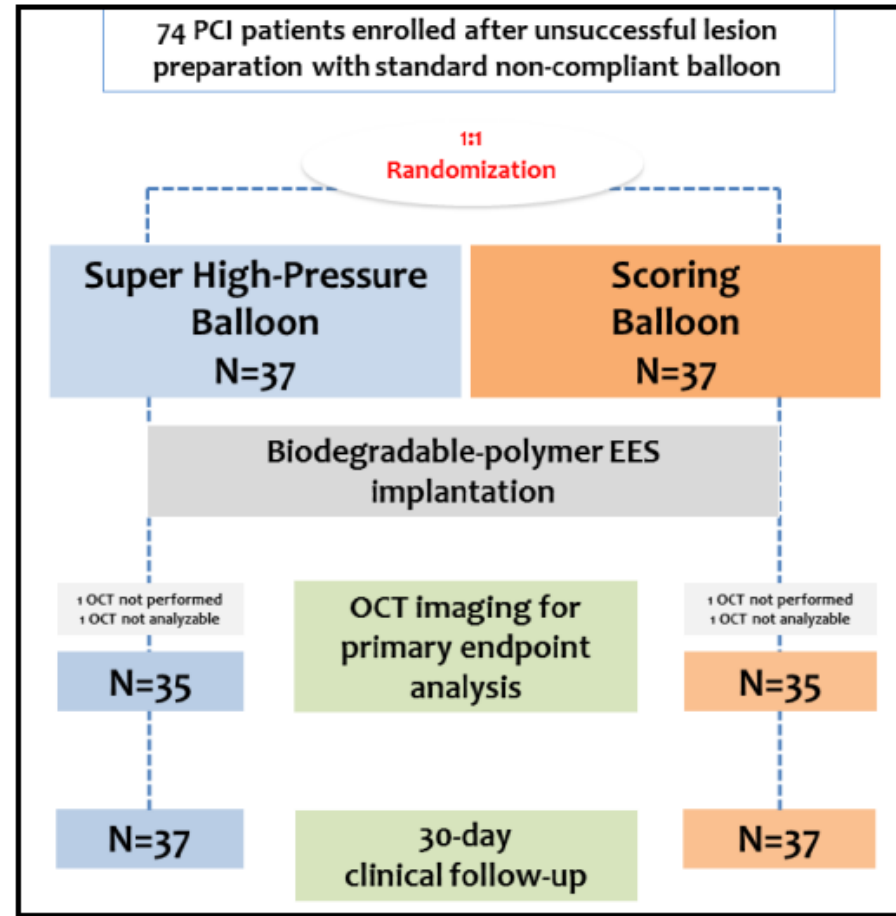 74 PCI patients enrolled after unsuccessful lesion
preparation with standard non-compliant balloon
1:1
Randomization
Super High-Pressure
Balloon
N=37
Scoring
Balloon
N=37
Biodegradable-polymer EES
implantation
1 OCT not performed
1 OCT not analyzable
OCT imaging for
primary endpoint
analysis
1 OCT not performed
1 OCT not analyzable
N=35
N=35
N=37
30-day
clinical follow-up
N=37